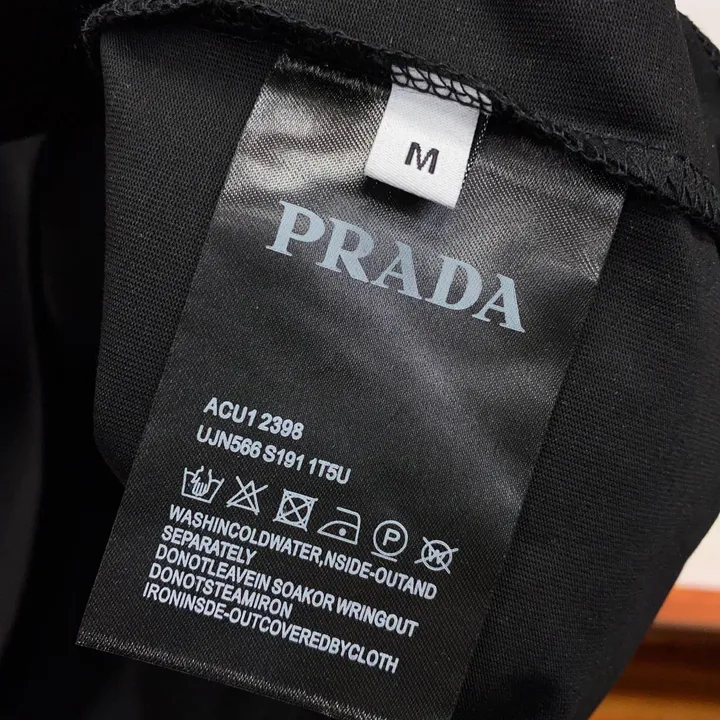 M
PRADA
ACU1 2398
UJN566 S191 1T5U
P
W
WASHINCOLDWATER,NSIDE-OUTAND
SEPARATELY
DONOTLEAVEIN SOAKOR WRINGOUT
DONOTSTEAMIRON
IRONINSDE-OUTCOVEREDBYCLOTH